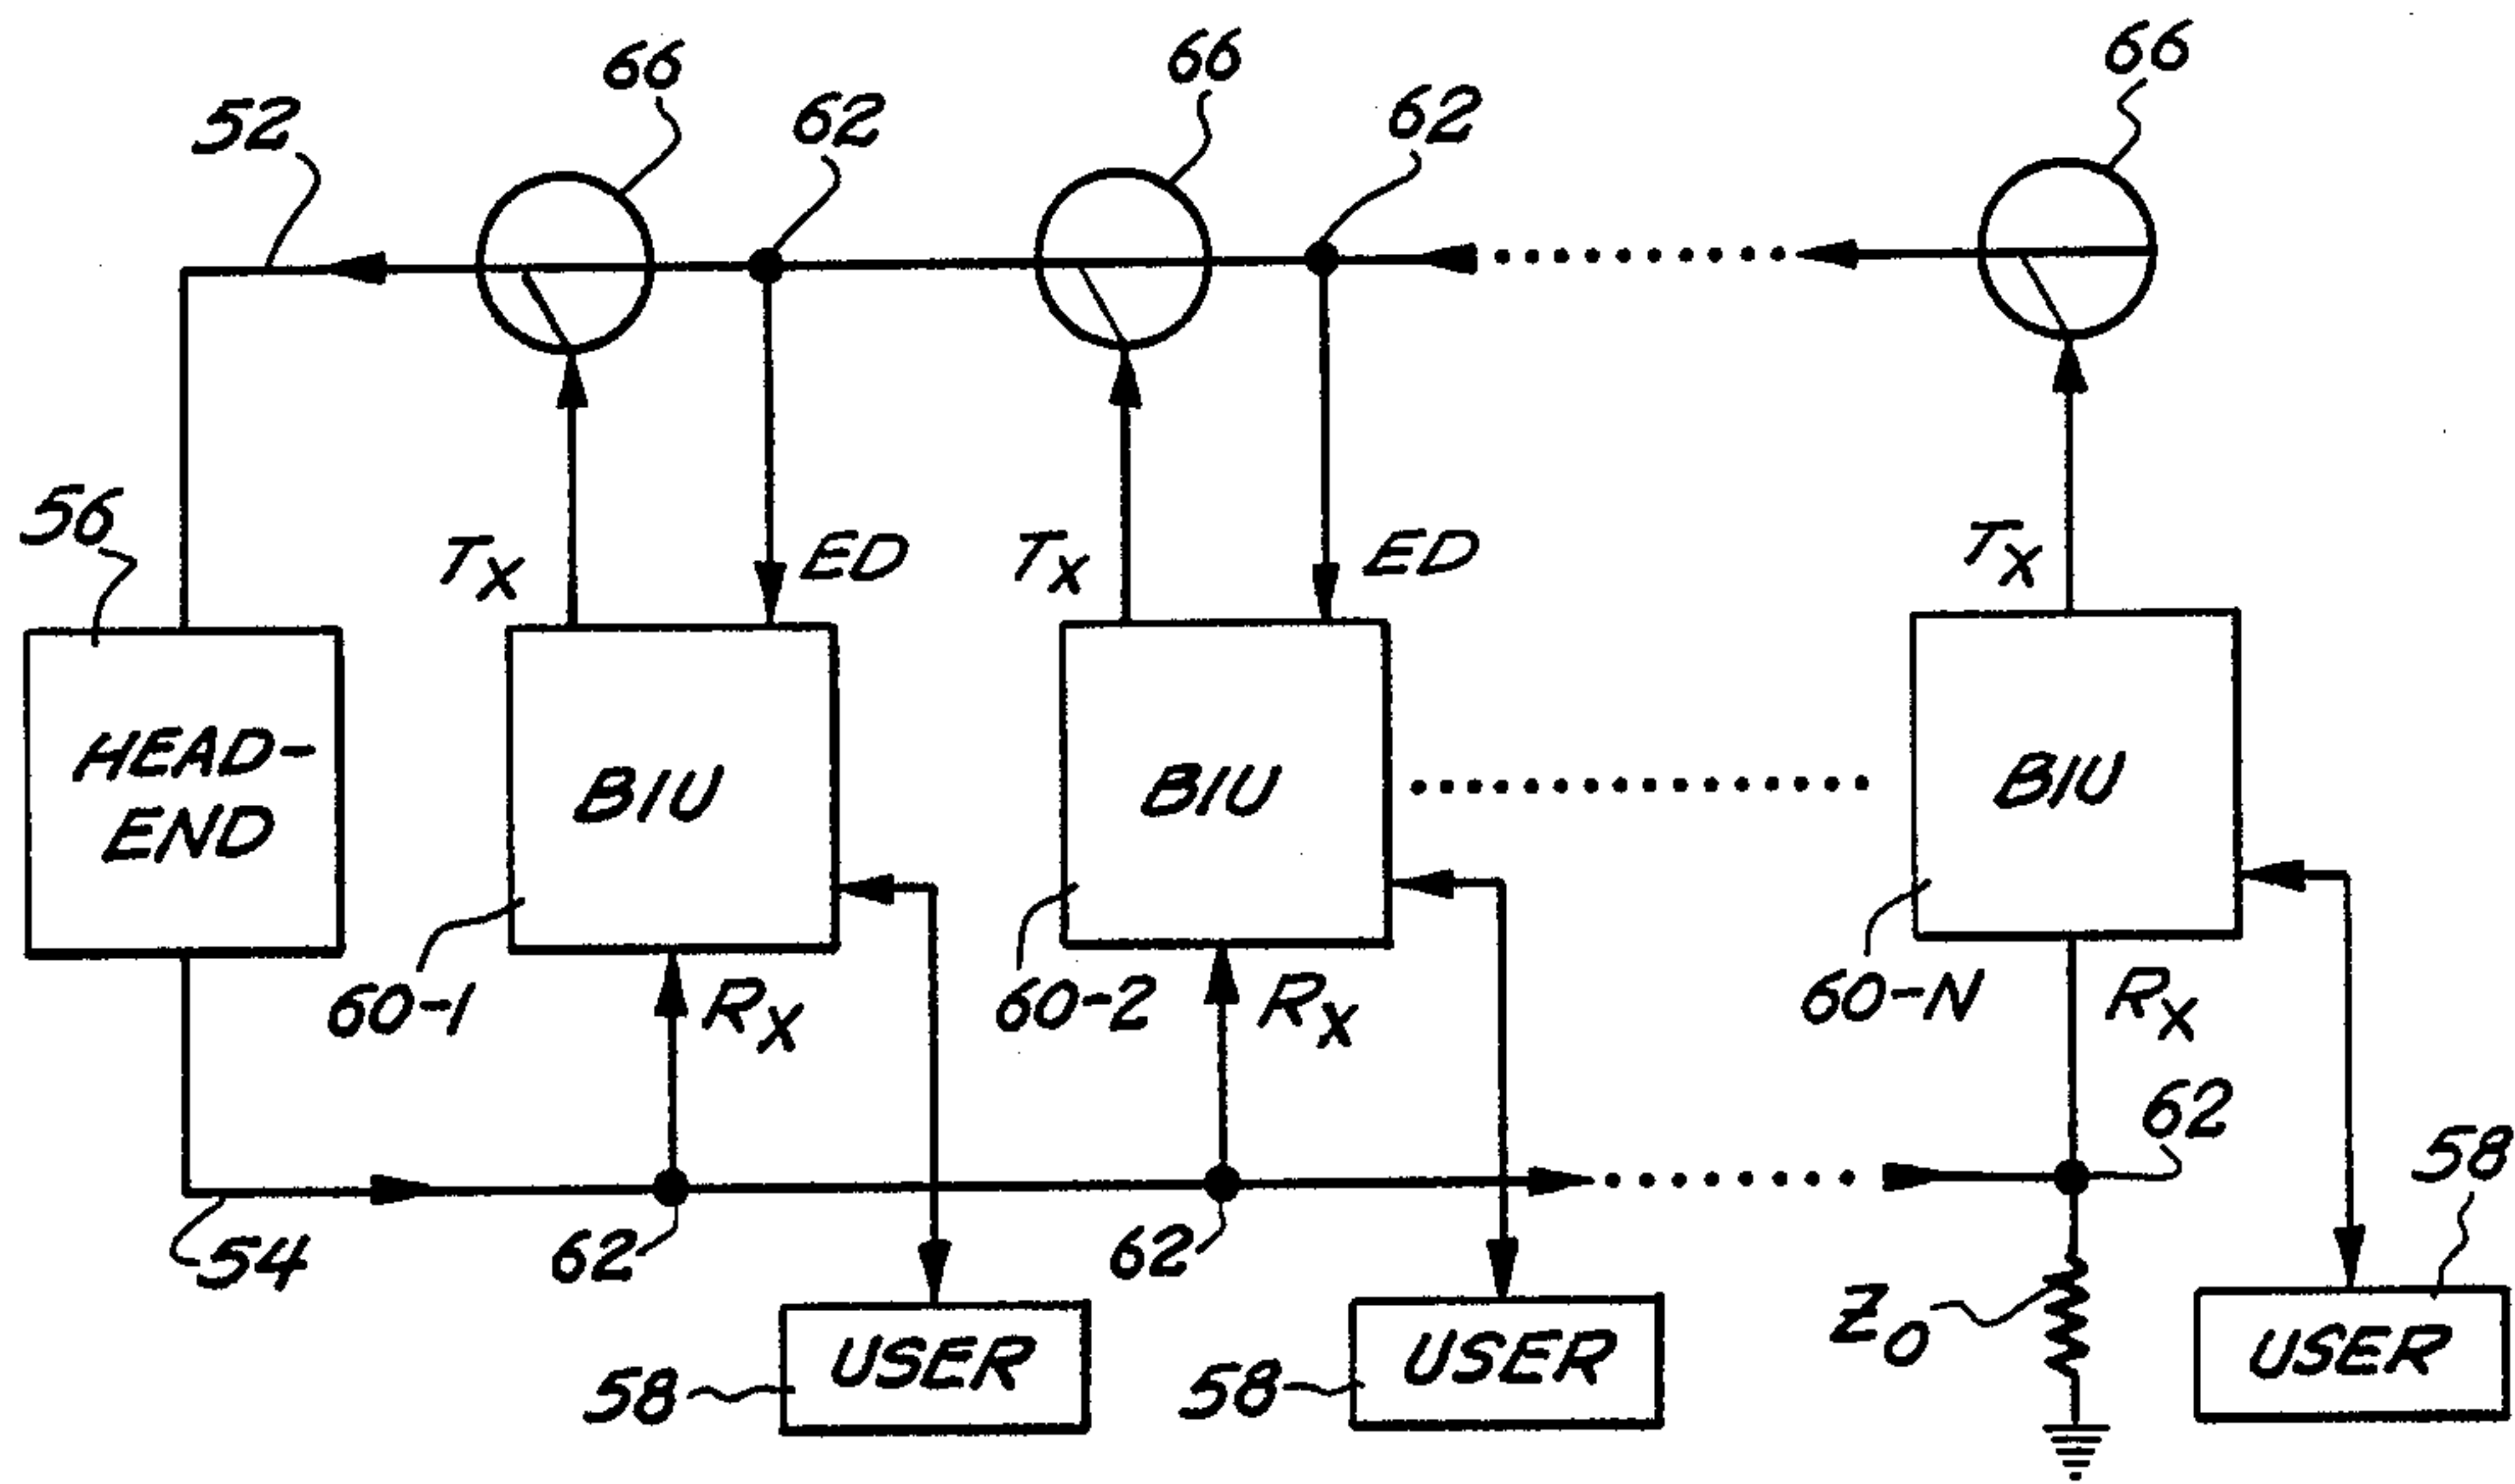 66
66
66
52
62
62
56
TX
ED
TX
ED
TX
HEAD-
END
BIU
BIU
BIU
60-1
RX
60-2
RX
60-N
RX
62
58
54
62
62
ZO
USER
USER
USER
58
58